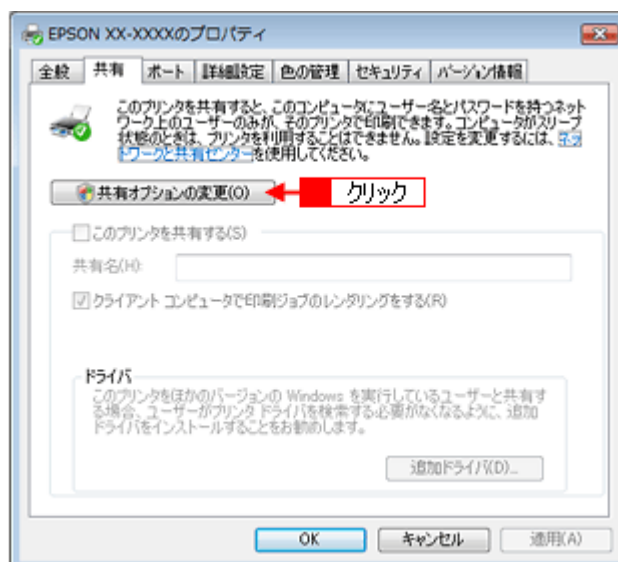 EPSON XX-XXXXのプロパティ
全般 共有 ポート 詳細設定 色の管理 セキュリティ バージョン情報
このプリンタを共有すると、このコンピュータにユーザー名とパスワードを持つネット
ワーク上のユーザーのみが、そのプリンタで印刷できます。コンピュータがスリープ
状態のときは、プリンタを利用することはできません。設定を変更するには、ネッ
トワークと共有センターを使用してください。
共有オプションの変更(O)
クリック
このプリンタを共有する(S)
共有名(H):
クライアント コンピュータで印刷ジョブのレンダリングをする(R)
ドライバ
このプリンタをほかのバージョンの Windows を実行しているユーザーと共有す
る場合、ユーザーがプリンタ ドライバを検索する必要がなくなるように、追加
ドライバをインストールすることをお勧めします。
追加ドライバ(D)...
OK キャンセル 適用(A)